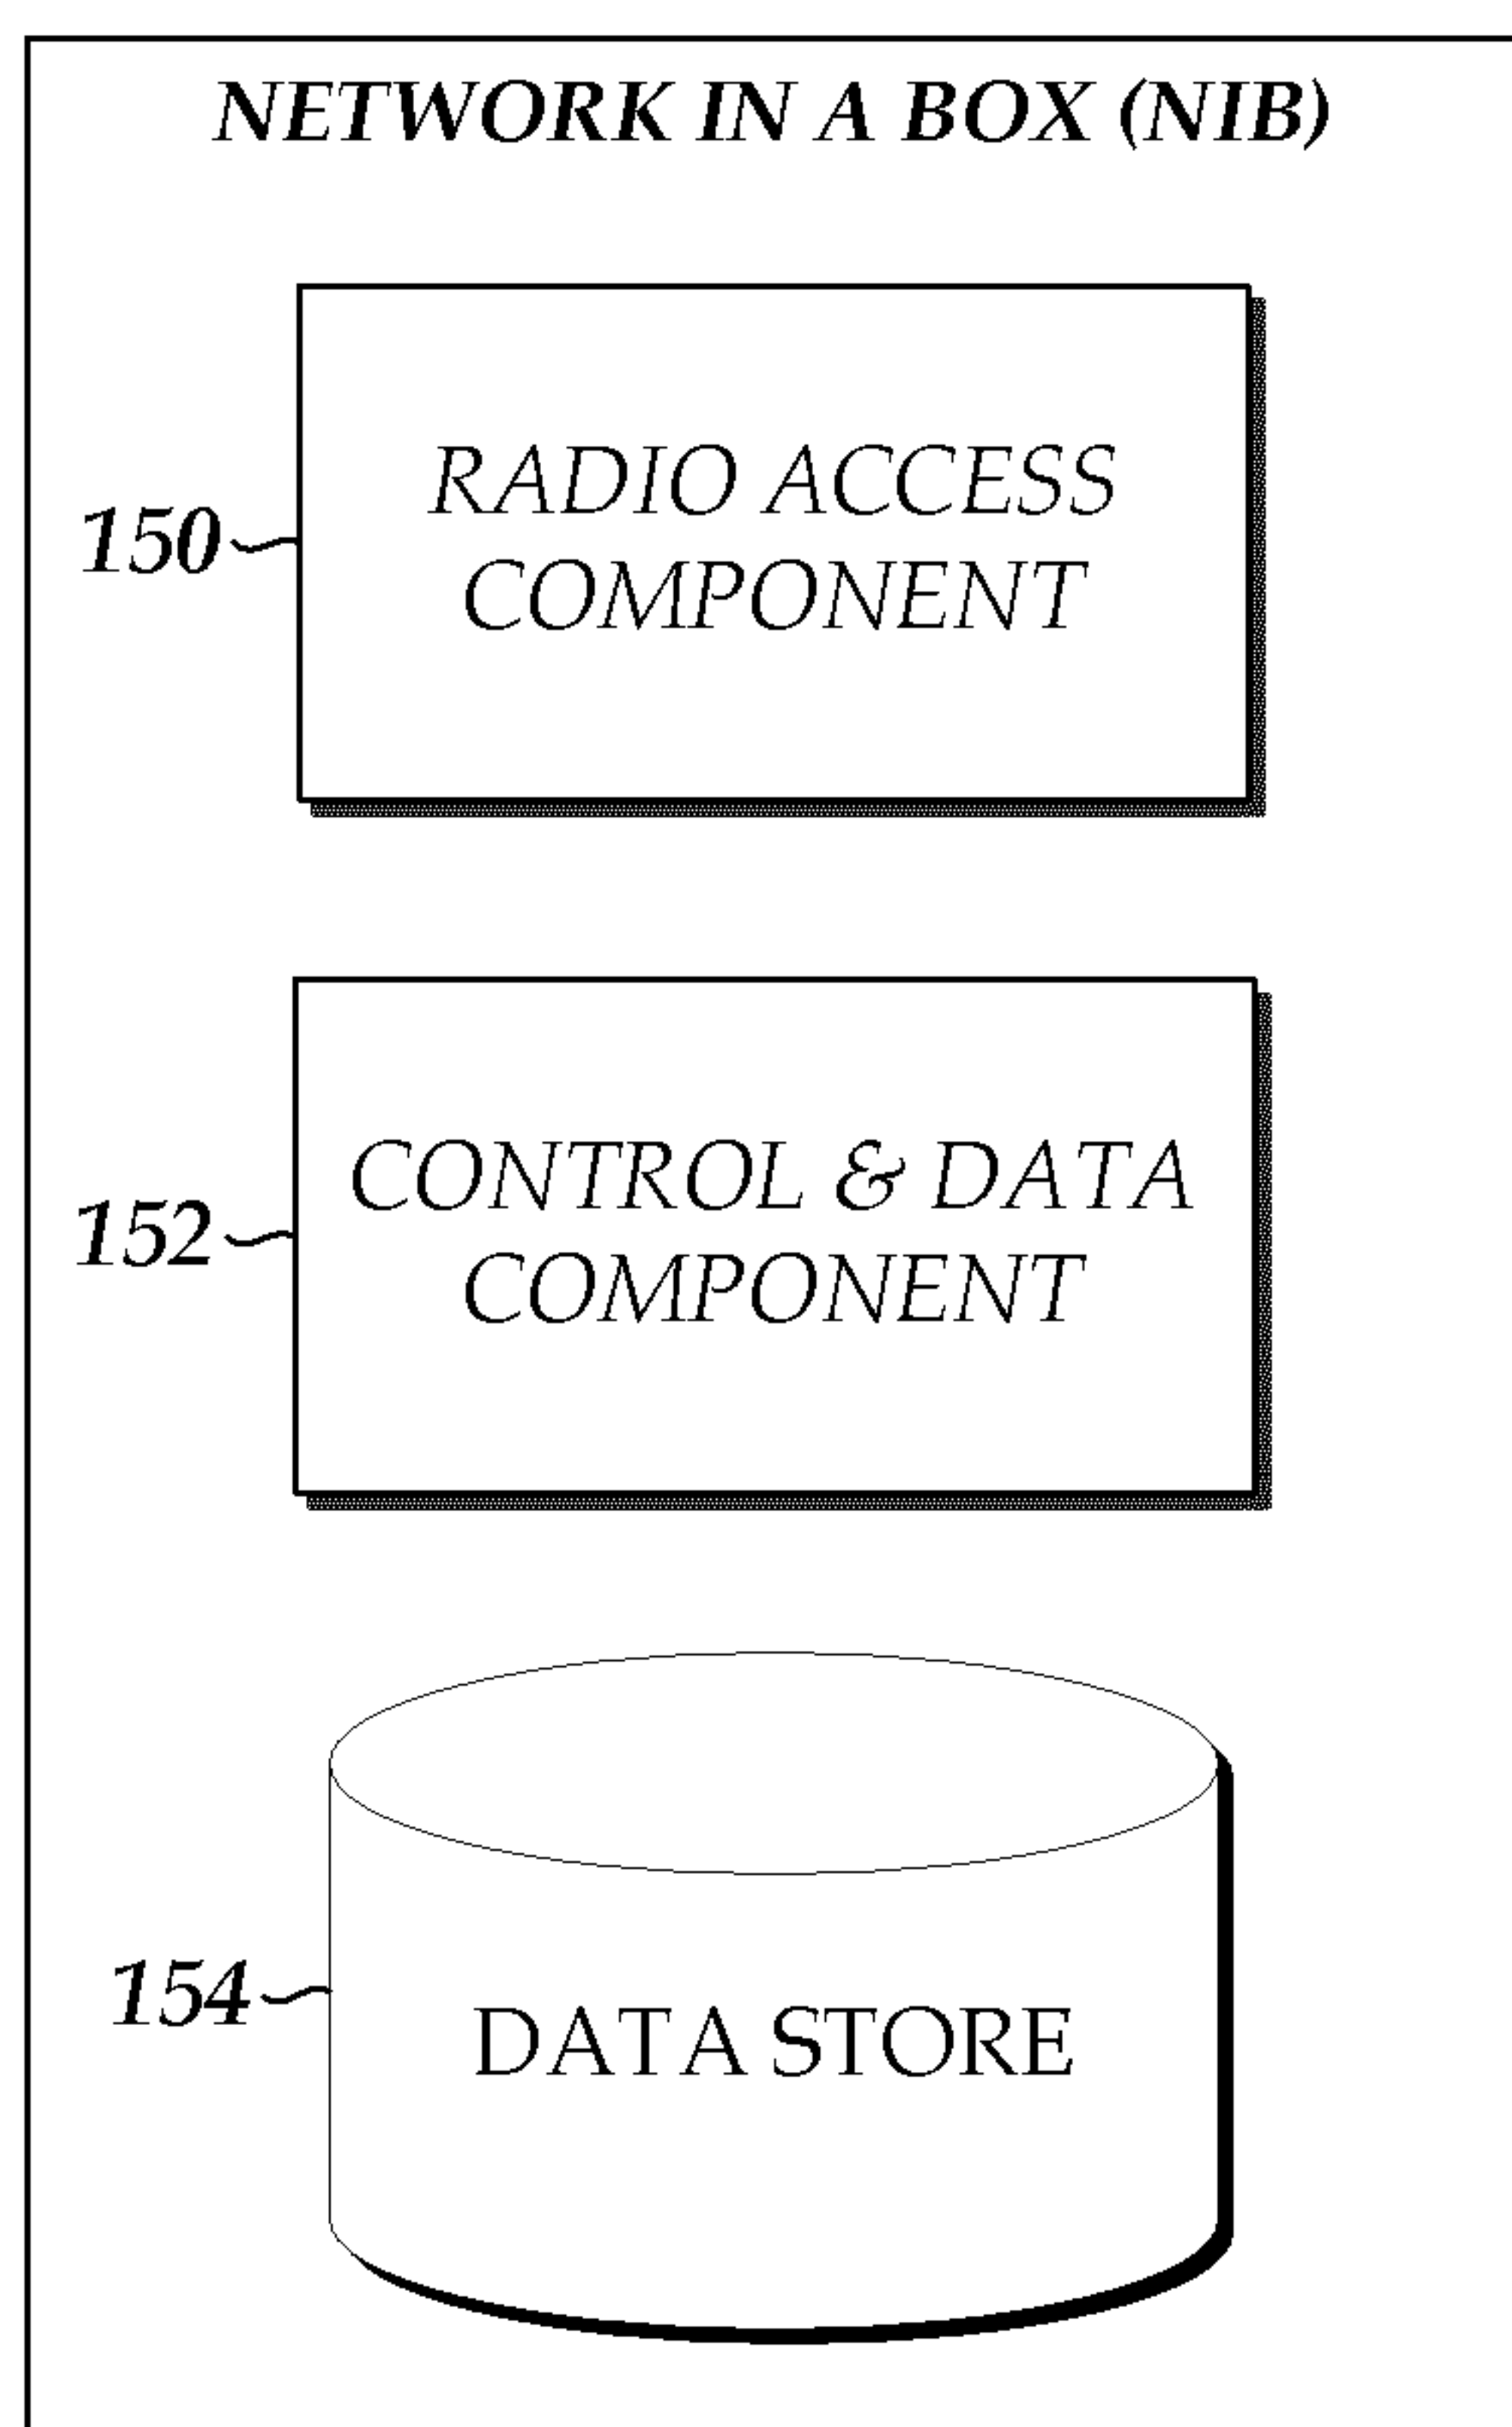 NETWORK IN A BOX (NIB)
RADIO ACCESS
COMPONENT
150
CONTROL & DATA
COMPONENT
152
154
DATA STORE